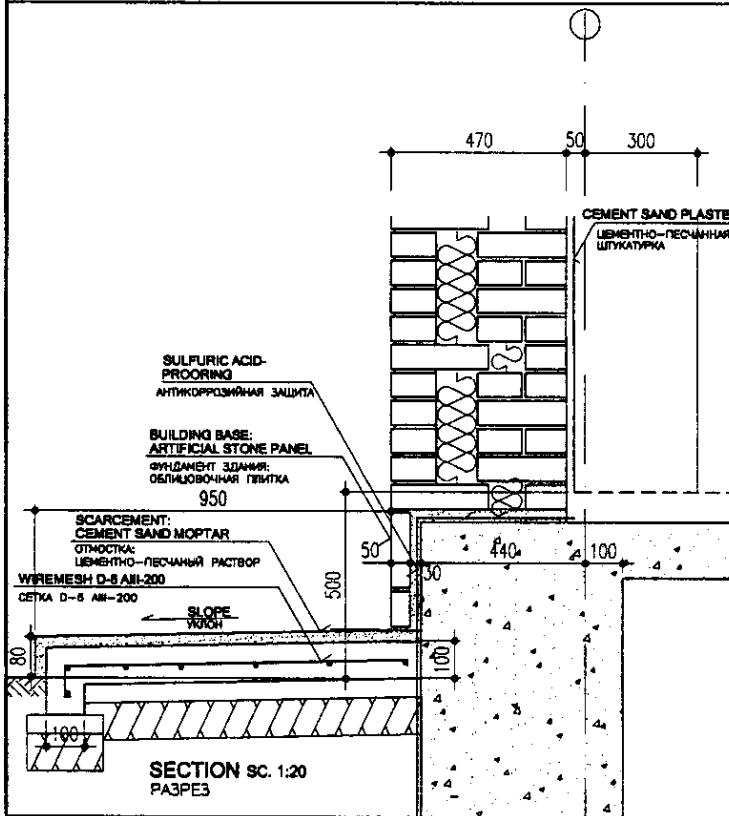 470 50 300
CEMENT SAND PLASTE
ЦЕМЕНТНО-ПЕСЧАННАЯ
ШТУКАТУРКА
SULFURIC ACID-
PROORING
АНТИКОРРОЗИЙНАЯ ЗАЩИТА
BUILDING BASE:
ARTIFICIAL STONE PANEL
ФУНДАМЕНТ ЗДАНИЯ:
ОБЛИЦОВОЧНАЯ ПЛИТКА
950
SCARCEMENT:
CEMENT SAND MOPTAR
ОТМОСТКА:
ЦЕМЕНТНО-ПЕСЧАНЫЙ РАСТВОР
50 440 100
30
500
WIREMESH D-6 AIII-200
СЕТКА D-6 AIII-200
SLOPE
УКЛОН
80
100
100
SECTION SC. 1:20
РАЗРЕЗ